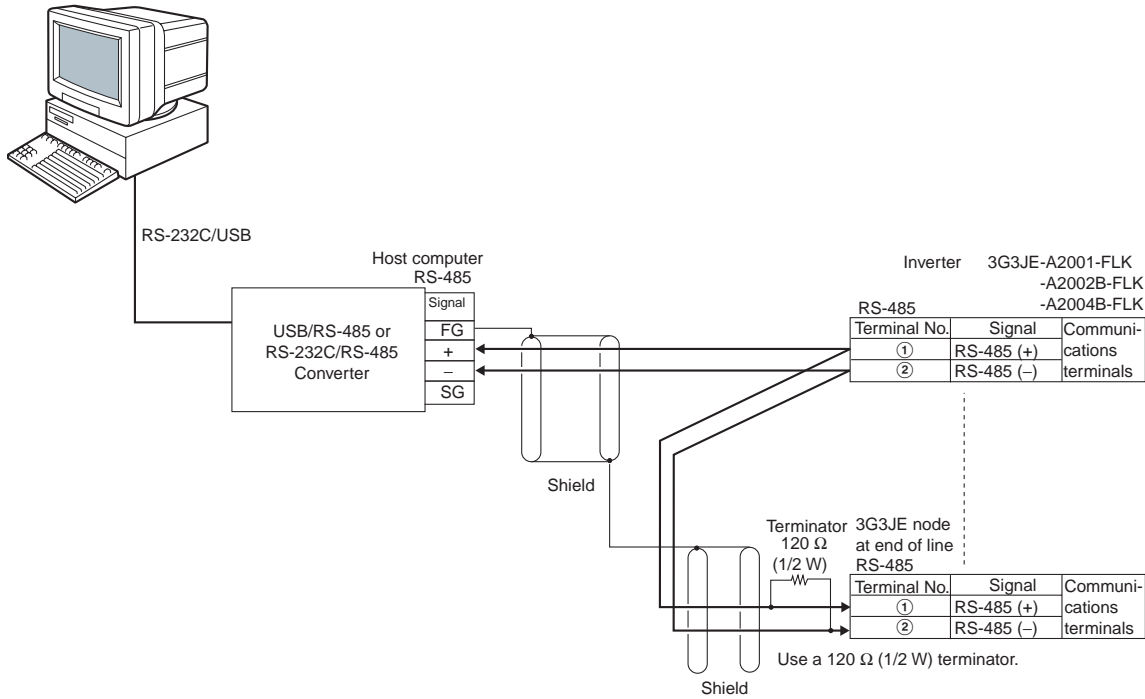 RS-232C/USB
Host computer
RS-485
Signal
FG
+
−
SG
USB/RS-485 or
RS-232C/RS-485
Converter
Shield
Inverter 3G3JE-A2001-FLK
-A2002B-FLK
-A2004B-FLK
RS-485
Terminal No. Signal Communi-
① RS-485 (+) cations
② RS-485 (−) terminals
Terminator
120 Ω
(1/2 W)
3G3JE node
at end of line
RS-485
Terminal No. Signal Communi-
① RS-485 (+) cations
② RS-485 (−) terminals
Use a 120 Ω (1/2 W) terminator.
Shield